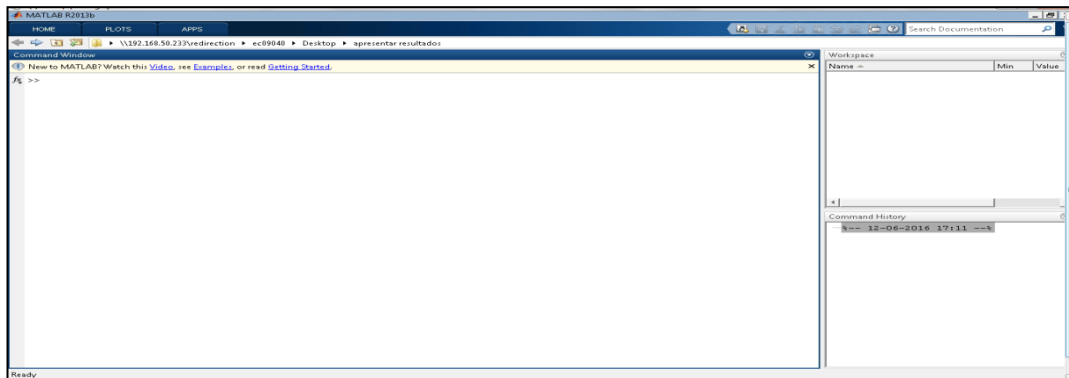 MATLAB R2013b
HOME PLOTS APPS Search Documentation
\\192.168.50.233\redirection ec09040 Desktop apresentar resultados
Command Window
New to MATLAB? Watch this Video, see Examples, or read Getting Started.
fx >>
Workspace
Name Min Value
Command History
%-- 12-06-2016 17:11 --%
Ready